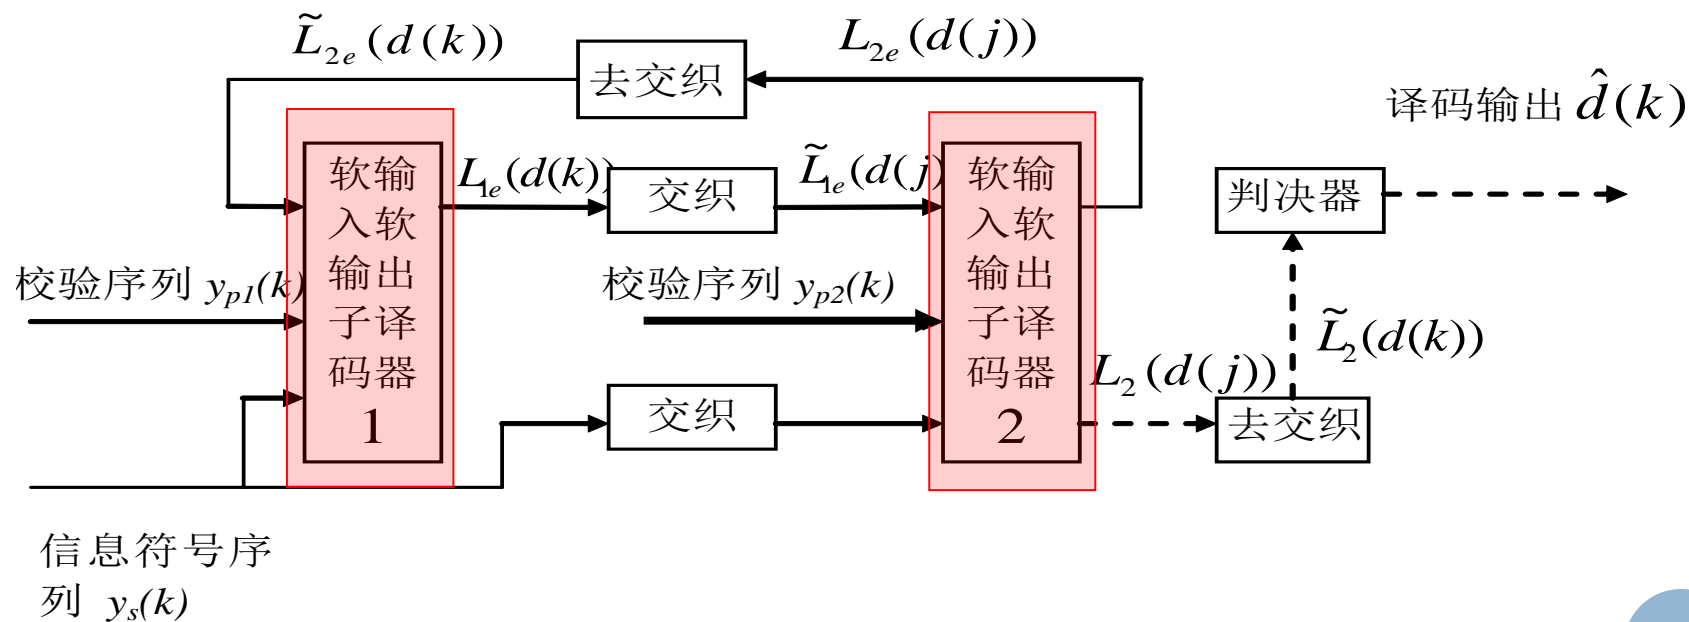 L̃₂ₑ(d(k))
去交织
L₂ₑ(d(j))
译码输出 d̂(k)
软输
入软
输出
子译
码器
1
L₁ₑ(d(k))
交织
L̃₁ₑ(d(j)
软输
入软
输出
子译
码器
2
判决器
校验序列 yₚ₁(k)
校验序列 yₚ₂(k)
L̃₂(d(k))
L₂(d(j))
交织
去交织
信息符号序
列 yₛ(k)